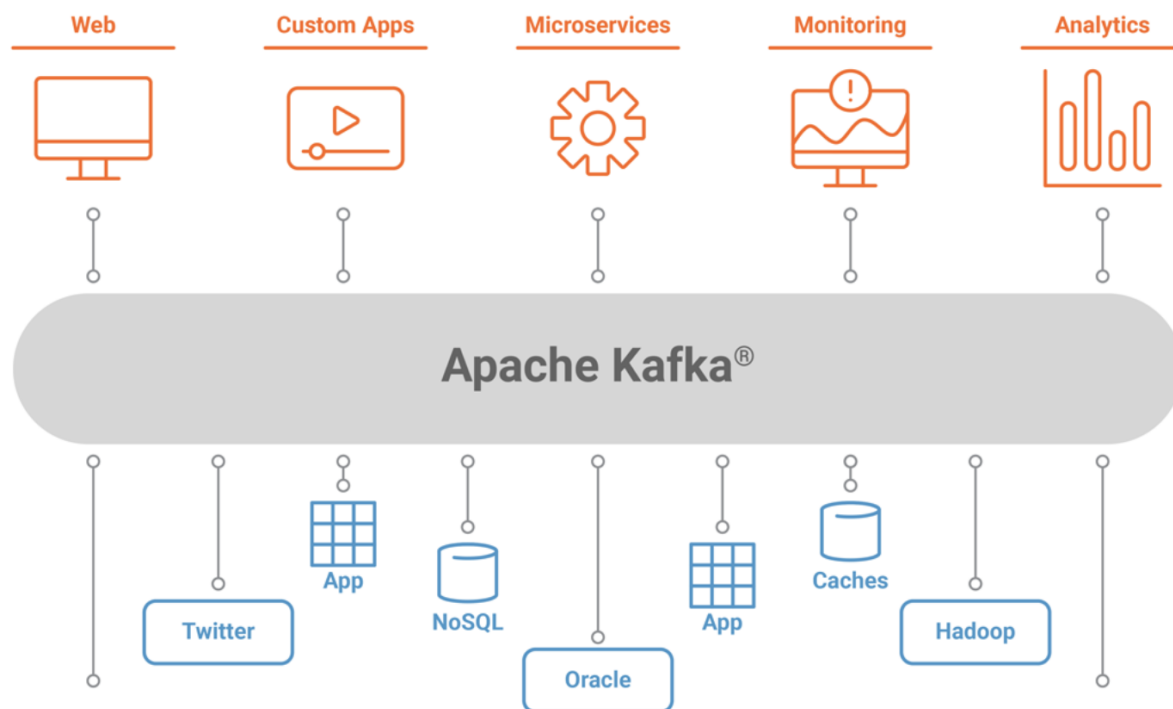 Web
Custom Apps
Microservices
Monitoring
Analytics
!
Apache Kafka®
App
Caches
NoSQL
App
Twitter
Hadoop
Oracle